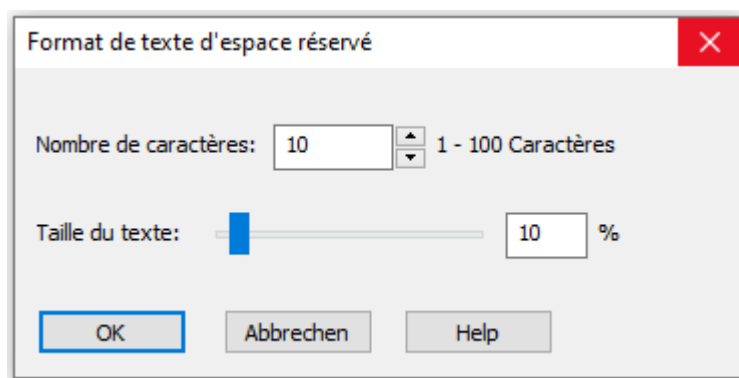 Format de texte d'espace réservé
Nombre de caractères: 10 1 - 100 Caractères
Taille du texte: 10 %
OK Abbrechen Help